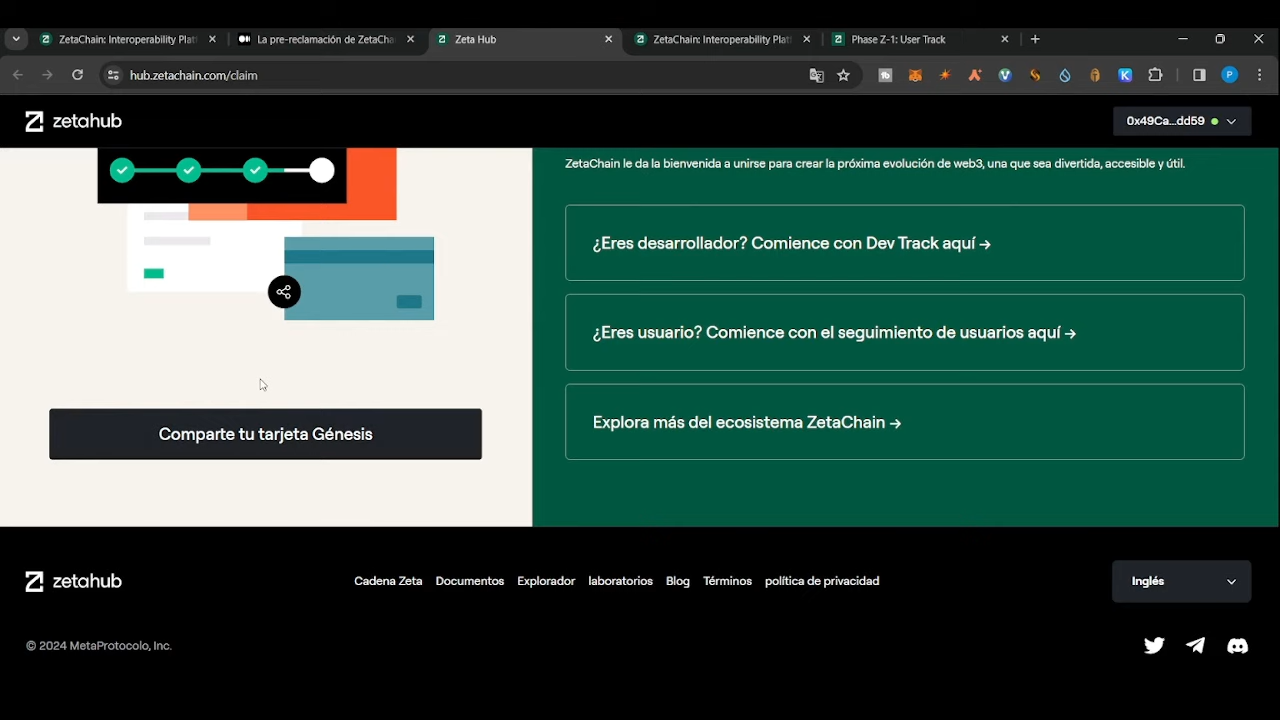 ZetaChain: Interoperability Plat
La pre-reclamación de ZetaCha
Zeta Hub
ZetaChain: Interoperability Plat
Phase Z-1: User Track
hub.zetachain.com/claim
P
zetahub
0x49Ca...dd59
ZetaChain le da la bienvenida a unirse para crear la próxima evolución de web3, una que sea divertida, accesible y útil.
¿Eres desarrollador? Comience con Dev Track aquí →
¿Eres usuario? Comience con el seguimiento de usuarios aquí →
Comparte tu tarjeta Génesis
Explora más del ecosistema ZetaChain →
zetahub
Cadena Zeta Documentos Explorador laboratorios Blog Términos política de privacidad
Inglés
© 2024 MetaProtocolo, Inc.